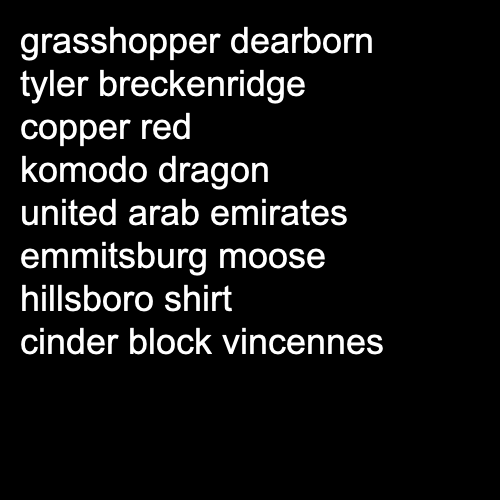 grasshopper dearborn
tyler breckenridge
copper red
komodo dragon
united arab emirates
emmitsburg moose
hillsboro shirt
cinder block vincennes